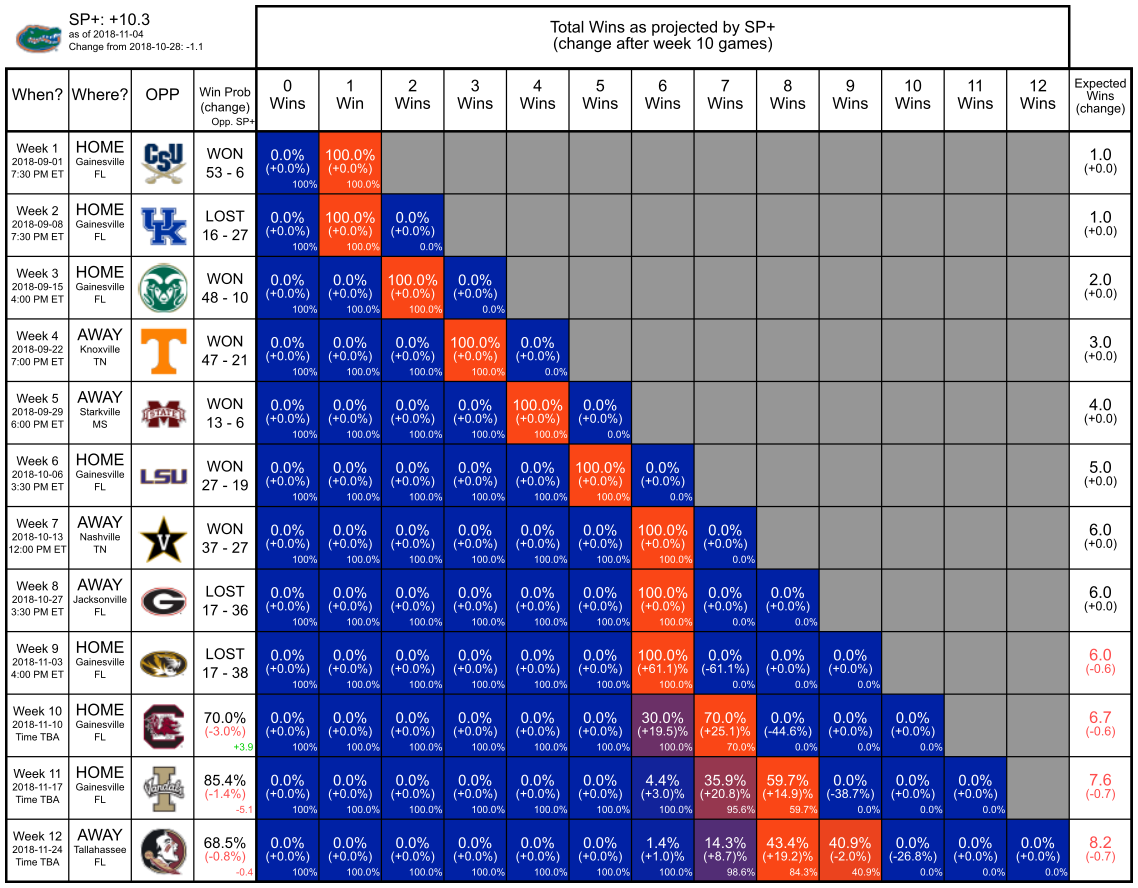 SP+: +10.3
as of 2018-11-04
Change from 2018-10-28: -1.1
Total Wins as projected by SP+
(change after week 10 games)
When? Where? OPP Win Prob (change) Opp. SP+ 0 Wins 1 Win 2 Wins 3 Wins 4 Wins 5 Wins 6 Wins 7 Wins 8 Wins 9 Wins 10 Wins 11 Wins 12 Wins Expected Wins (change)
Week 1 HOME CSU WON 0.0% 100.0% 1.0
2018-09-01 Gainesville 53 - 6 (+0.0%) (+0.0%) (+0.0)
7:30 PM ET FL 100% 100.0%
Week 2 HOME UK LOST 0.0% 100.0% 0.0% 1.0
2018-09-08 Gainesville 16 - 27 (+0.0%) (+0.0%) (+0.0%) (+0.0)
7:30 PM ET FL 100% 100.0% 0.0%
Week 3 HOME WON 0.0% 0.0% 100.0% 0.0% 2.0
2018-09-15 Gainesville 48 - 10 (+0.0%) (+0.0%) (+0.0%) (+0.0%) (+0.0)
4:00 PM ET FL 100% 100.0% 100.0% 0.0%
Week 4 AWAY T WON 0.0% 0.0% 0.0% 100.0% 0.0% 3.0
2018-09-22 Knoxville 47 - 21 (+0.0%) (+0.0%) (+0.0%) (+0.0%) (+0.0%) (+0.0)
7:00 PM ET TN 100% 100.0% 100.0% 100.0% 0.0%
Week 5 AWAY STATE WON 0.0% 0.0% 0.0% 0.0% 100.0% 0.0% 4.0
2018-09-29 Starkville 13 - 6 (+0.0%) (+0.0%) (+0.0%) (+0.0%) (+0.0%) (+0.0%) (+0.0)
6:00 PM ET MS 100% 100.0% 100.0% 100.0% 100.0% 0.0%
Week 6 HOME LSU WON 0.0% 0.0% 0.0% 0.0% 0.0% 100.0% 0.0% 5.0
2018-10-06 Gainesville 27 - 19 (+0.0%) (+0.0%) (+0.0%) (+0.0%) (+0.0%) (+0.0%) (+0.0%) (+0.0)
3:30 PM ET FL 100% 100.0% 100.0% 100.0% 100.0% 100.0% 0.0%
Week 7 AWAY V WON 0.0% 0.0% 0.0% 0.0% 0.0% 0.0% 100.0% 0.0% 6.0
2018-10-13 Nashville 37 - 27 (+0.0%) (+0.0%) (+0.0%) (+0.0%) (+0.0%) (+0.0%) (+0.0%) (+0.0%) (+0.0)
12:00 PM ET TN 100% 100.0% 100.0% 100.0% 100.0% 100.0% 100.0% 0.0%
Week 8 AWAY G LOST 0.0% 0.0% 0.0% 0.0% 0.0% 0.0% 100.0% 0.0% 0.0% 6.0
2018-10-27 Jacksonville 17 - 36 (+0.0%) (+0.0%) (+0.0%) (+0.0%) (+0.0%) (+0.0%) (+0.0%) (+0.0%) (+0.0%) (+0.0)
3:30 PM ET FL 100% 100.0% 100.0% 100.0% 100.0% 100.0% 100.0% 0.0% 0.0%
Week 9 HOME LOST 0.0% 0.0% 0.0% 0.0% 0.0% 0.0% 100.0% 0.0% 0.0% 0.0% 6.0
2018-11-03 Gainesville 17 - 38 (+0.0%) (+0.0%) (+0.0%) (+0.0%) (+0.0%) (+0.0%) (+61.1)% (-61.1%) (+0.0%) (+0.0%) (-0.6)
4:00 PM ET FL 100% 100.0% 100.0% 100.0% 100.0% 100.0% 100.0% 0.0% 0.0% 0.0%
Week 10 HOME C 70.0% 0.0% 0.0% 0.0% 0.0% 0.0% 0.0% 30.0% 70.0% 0.0% 0.0% 0.0% 6.7
2018-11-10 Gainesville (-3.0%) (+0.0%) (+0.0%) (+0.0%) (+0.0%) (+0.0%) (+0.0%) (+19.5)% (+25.1)% (-44.6%) (+0.0%) (+0.0%) (-0.6)
Time TBA FL +3.9 100% 100.0% 100.0% 100.0% 100.0% 100.0% 100.0% 70.0% 0.0% 0.0% 0.0%
Week 11 HOME I Vandals 85.4% 0.0% 0.0% 0.0% 0.0% 0.0% 0.0% 4.4% 35.9% 59.7% 0.0% 0.0% 0.0% 7.6
2018-11-17 Gainesville (-1.4%) (+0.0%) (+0.0%) (+0.0%) (+0.0%) (+0.0%) (+0.0%) (+3.0)% (+20.8)% (+14.9)% (-38.7%) (+0.0%) (+0.0%) (-0.7)
Time TBA FL -5.1 100% 100.0% 100.0% 100.0% 100.0% 100.0% 100.0% 95.6% 59.7% 0.0% 0.0% 0.0%
Week 12 AWAY 68.5% 0.0% 0.0% 0.0% 0.0% 0.0% 0.0% 1.4% 14.3% 43.4% 40.9% 0.0% 0.0% 0.0% 8.2
2018-11-24 Tallahassee (-0.8%) (+0.0%) (+0.0%) (+0.0%) (+0.0%) (+0.0%) (+0.0%) (+1.0)% (+8.7)% (+19.2)% (-2.0%) (-26.8%) (+0.0%) (+0.0%) (-0.7)
Time TBA FL -0.4 100% 100.0% 100.0% 100.0% 100.0% 100.0% 100.0% 98.6% 84.3% 40.9% 0.0% 0.0% 0.0%